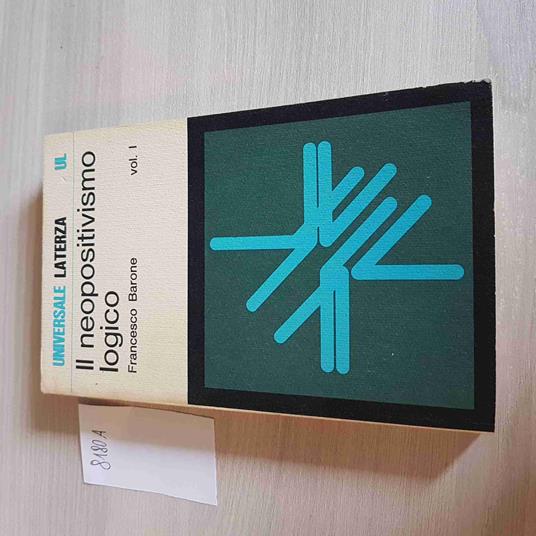 UNIVERSALE LATERZA UL
Il neopositivismo
logico
Francesco Barone vol. I
8180A